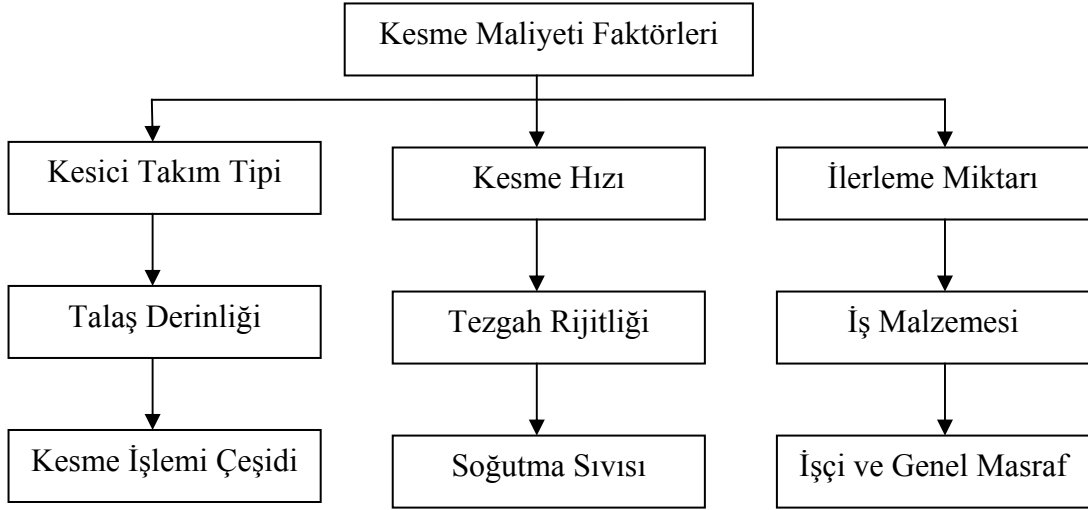 Kesme Maliyeti Faktörleri
Kesici Takım Tipi
Kesme Hızı
İlerleme Miktarı
Talaş Derinliği
Tezgah Rijitliği
İş Malzemesi
Kesme İşlemi Çeşidi
Soğutma Sıvısı
İşçi ve Genel Masraf